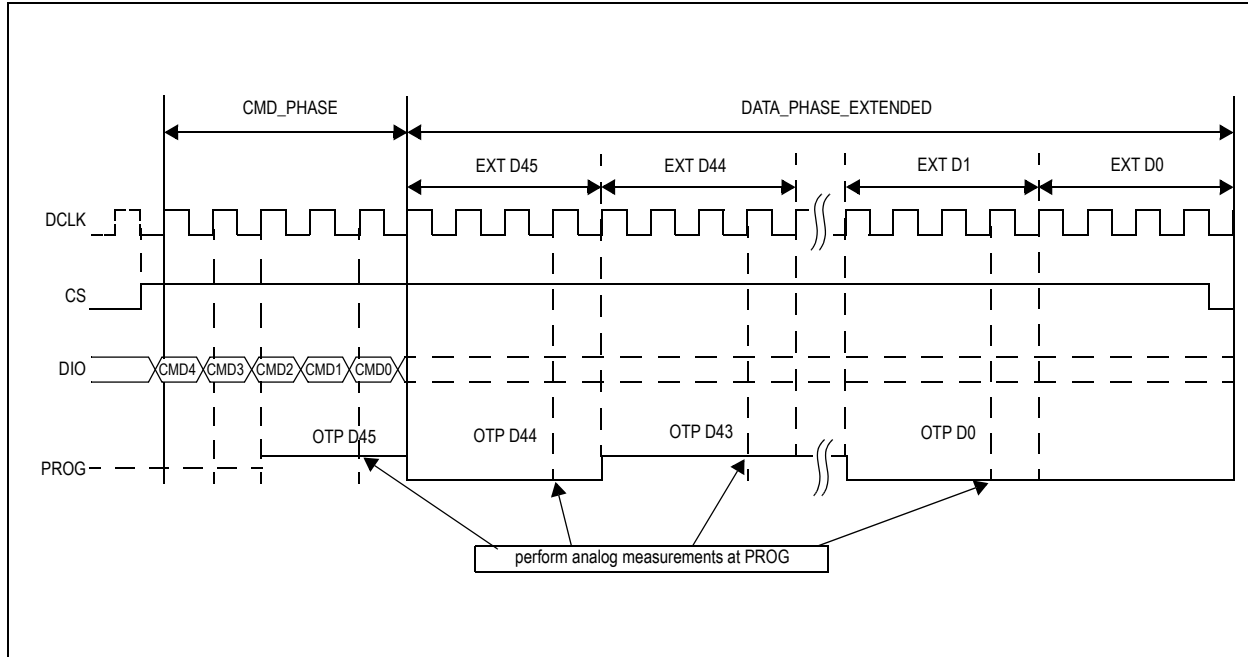 CMD_PHASE DATA_PHASE_EXTENDED
EXT D45 EXT D44 EXT D1 EXT D0
DCLK
CS
DIO CMD4 CMD3 CMD2 CMD1 CMD0
OTP D45 OTP D44 OTP D43 OTP D0
PROG
perform analog measurements at PROG